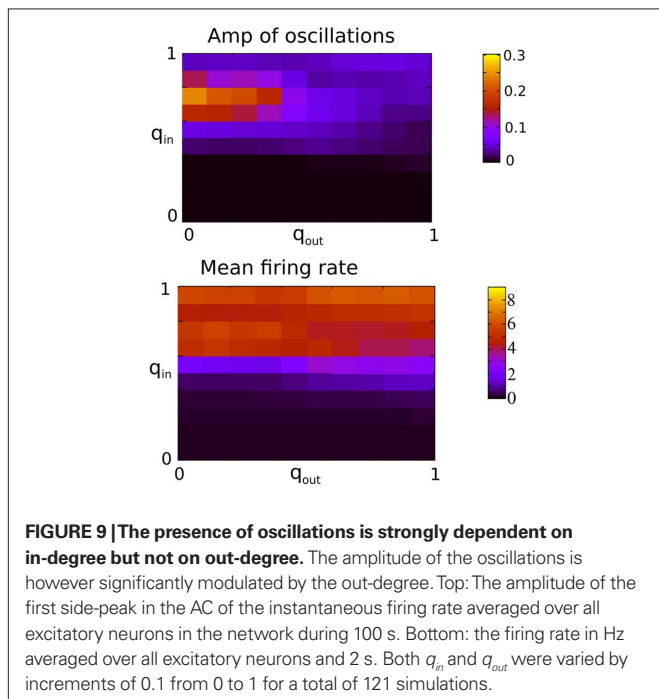 Amp of oscillations
1
q_in
0
0
q_out
1
0.3
0.2
0.1
0
Mean firing rate
1
q_in
0
0
q_out
1
8
6
4
2
0
FIGURE 9 | The presence of oscillations is strongly dependent on
in-degree but not on out-degree. The amplitude of the oscillations is
however significantly modulated by the out-degree. Top: The amplitude of the
first side-peak in the AC of the instantaneous firing rate averaged over all
excitatory neurons in the network during 100 s. Bottom: the firing rate in Hz
averaged over all excitatory neurons and 2 s. Both q_in and q_out were varied by
increments of 0.1 from 0 to 1 for a total of 121 simulations.